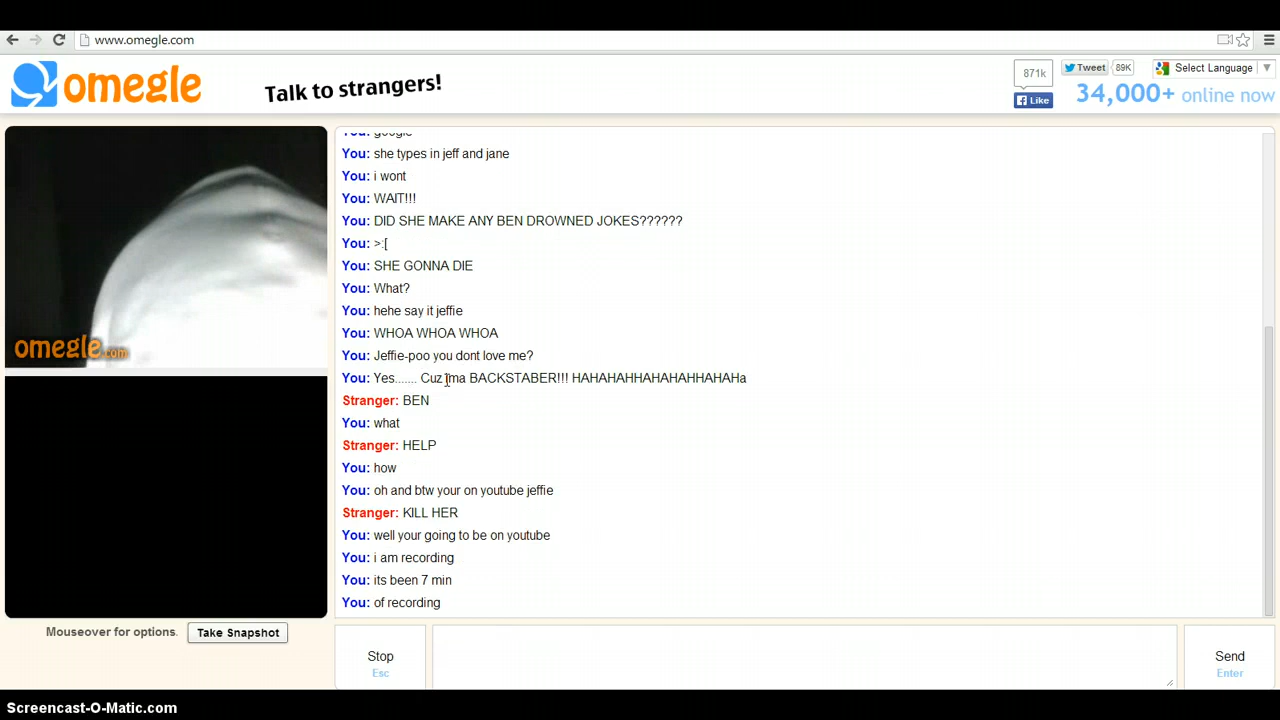 www.omegle.com
omegle
Talk to strangers!
871k
Like
Tweet
89K
Select Language
34,000+ online now
You: google
You: she types in jeff and jane
You: i wont
You: WAIT!!!
You: DID SHE MAKE ANY BEN DROWNED JOKES??????
You: >:[
You: SHE GONNA DIE
You: What?
You: hehe say it jeffie
You: WHOA WHOA WHOA
You: Jeffie-poo you dont love me?
You: Yes....... Cuz ima BACKSTABER!!! HAHAHAHHAHAHAHHAHAHa
Stranger: BEN
You: what
Stranger: HELP
You: how
You: oh and btw your on youtube jeffie
Stranger: KILL HER
You: well your going to be on youtube
You: i am recording
You: its been 7 min
You: of recording
omegle.com
Mouseover for options.
Take Snapshot
Stop
Esc
Send
Enter
Screencast-O-Matic.com